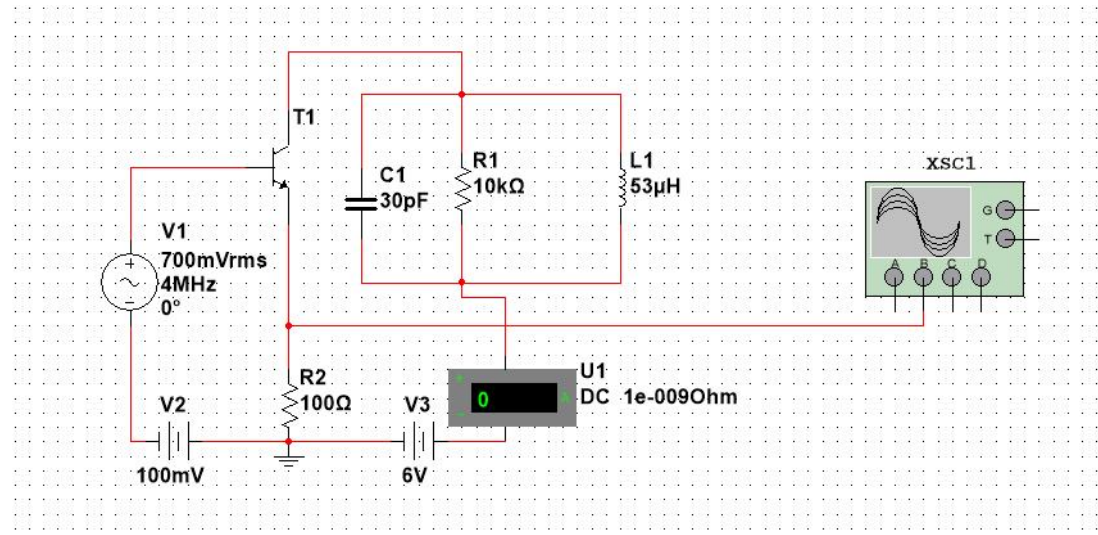 T1
C1
30pF
R1
10kΩ
L1
53µH
XSC1
G
T
A B C D
V1
700mVrms
4MHz
0°
+
–
R2
100Ω
V2
100mV
V3
6V
U1
DC 1e-009Ohm
+
0 A
-